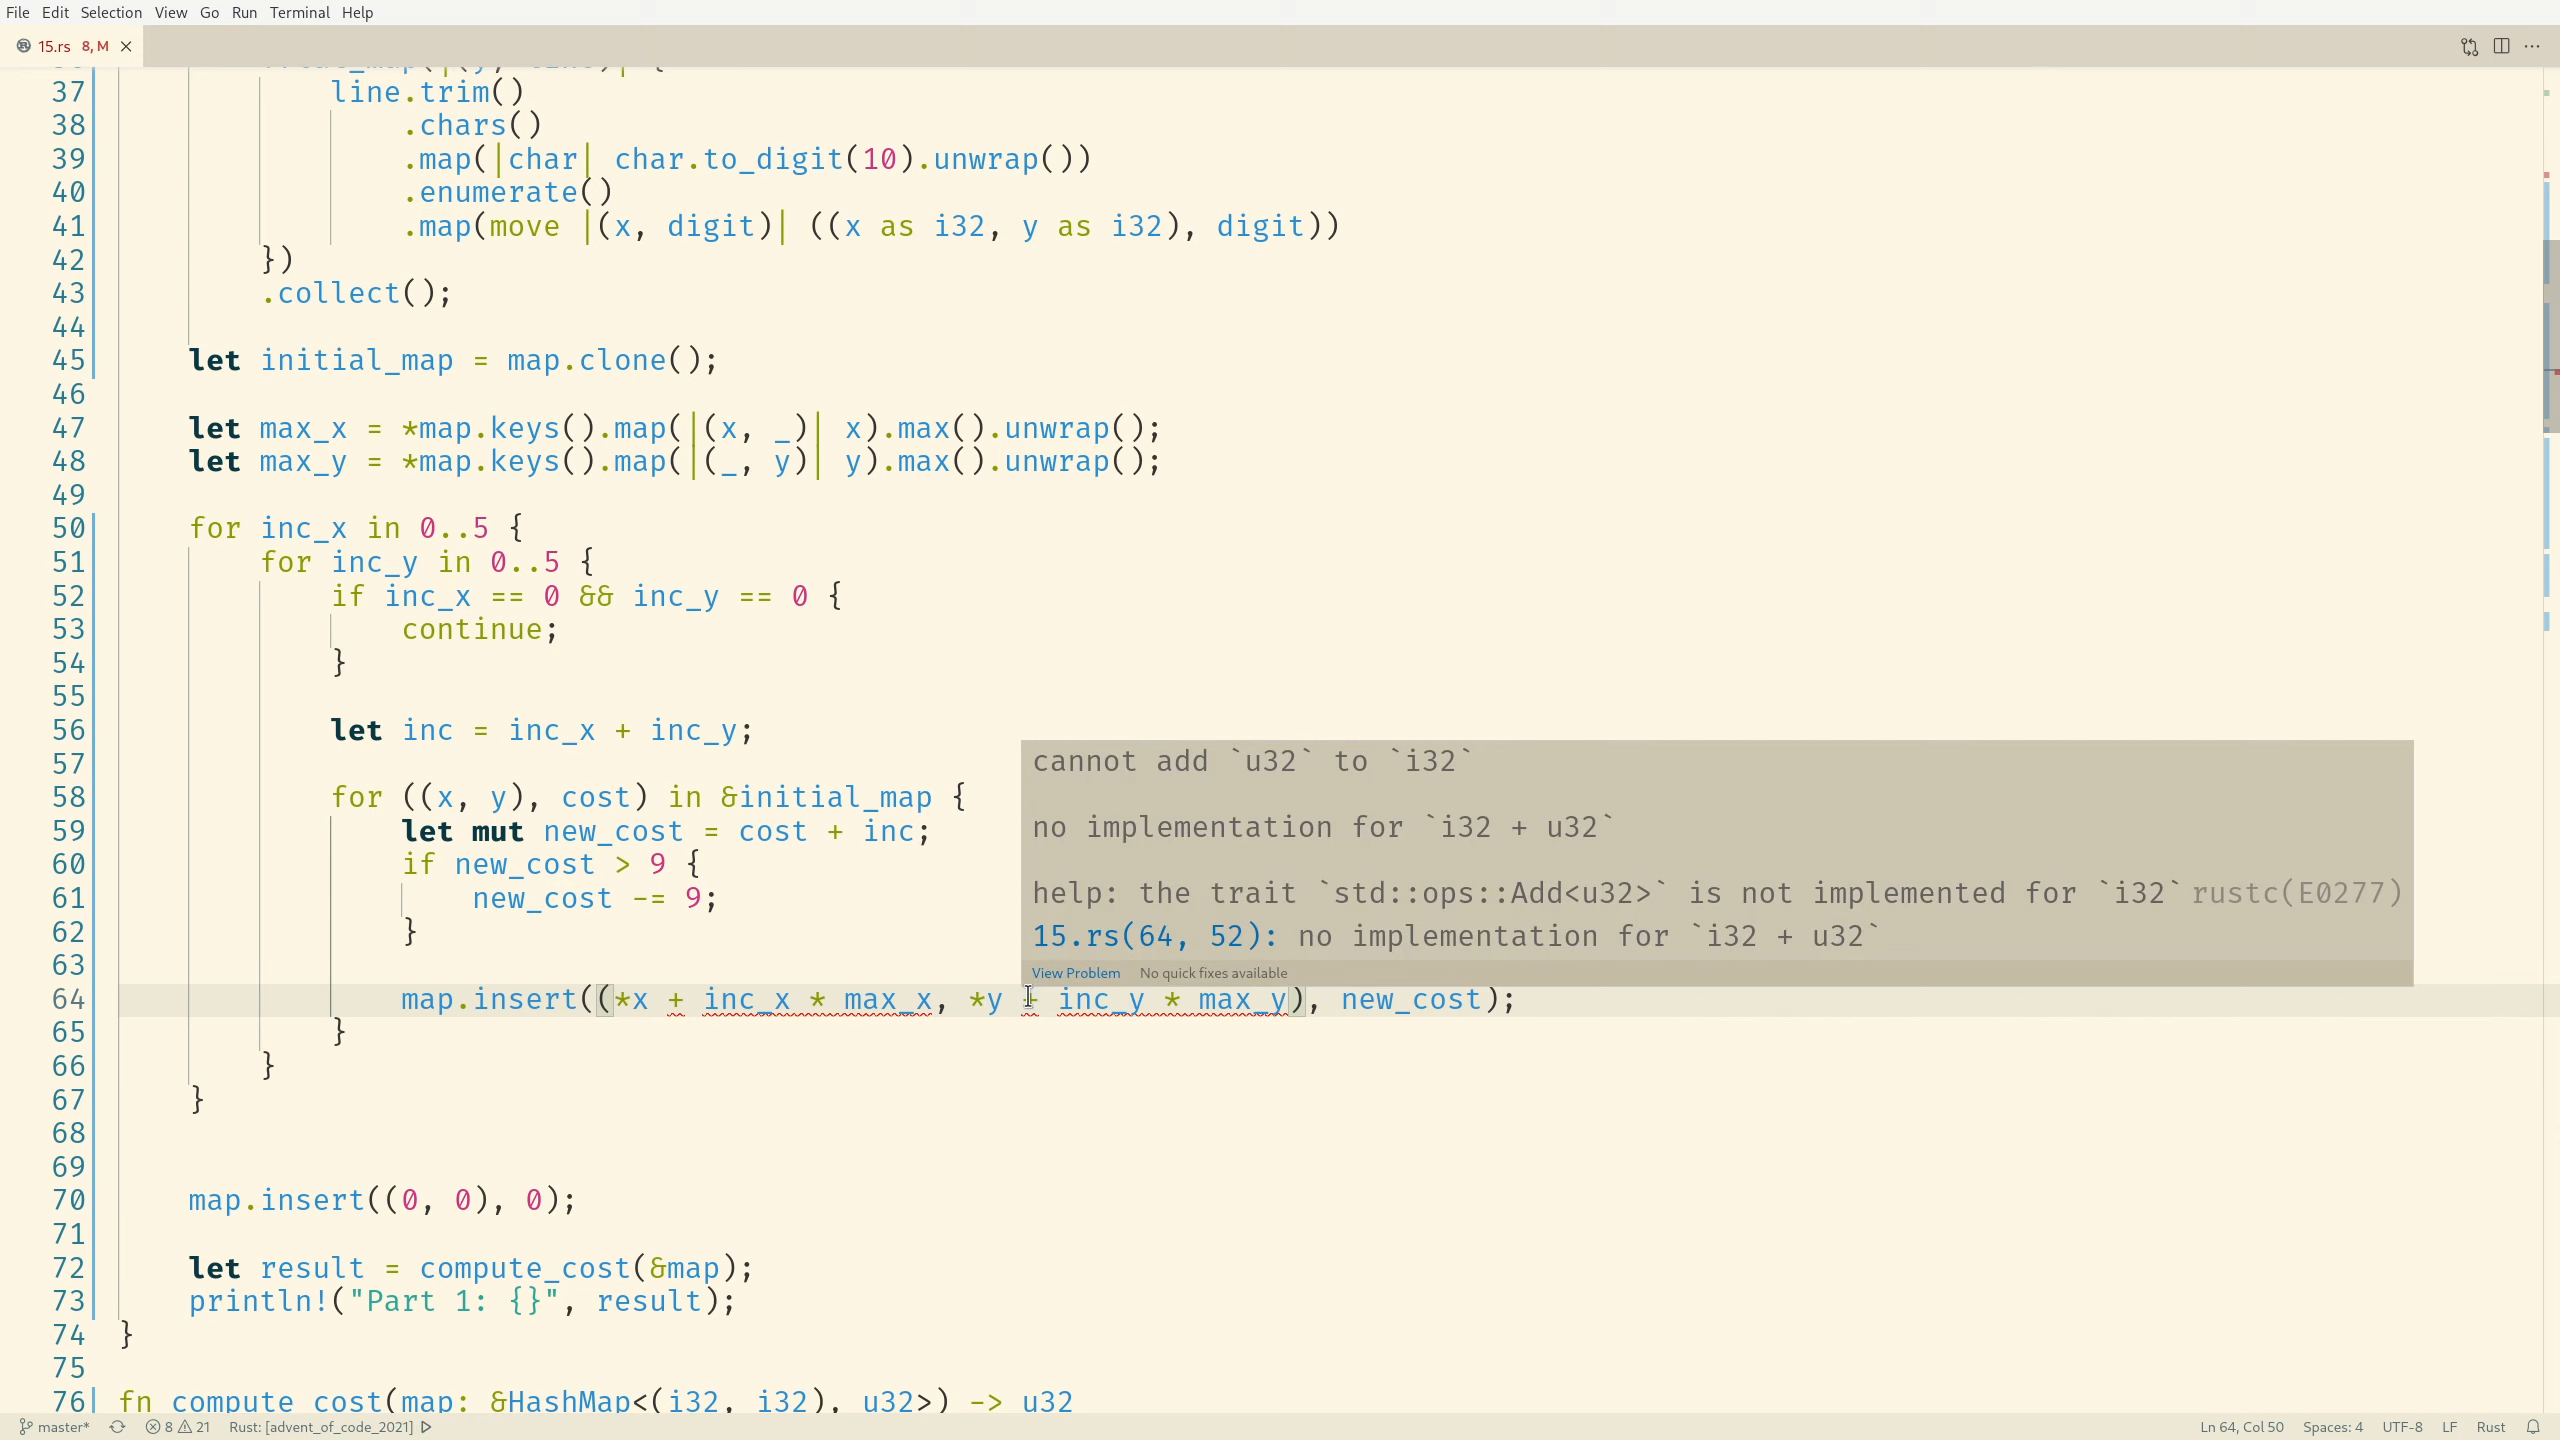 File Edit Selection View Go Run Terminal Help
15.rs 8, M
37 line.trim()
38 .chars()
39 .map(|char| char.to_digit(10).unwrap())
40 .enumerate()
41 .map(move |(x, digit)| ((x as i32, y as i32), digit))
42 })
43 .collect();
44
45 let initial_map = map.clone();
46
47 let max_x = *map.keys().map(|(x, _)| x).max().unwrap();
48 let max_y = *map.keys().map(|(_, y)| y).max().unwrap();
49
50 for inc_x in 0..5 {
51 for inc_y in 0..5 {
52 if inc_x == 0 && inc_y == 0 {
53 continue;
54 }
55
56 let inc = inc_x + inc_y;
57
58 for ((x, y), cost) in &initial_map {
59 let mut new_cost = cost + inc;
60 if new_cost > 9 {
61 new_cost -= 9;
62 }
63
cannot add `u32` to `i32`
no implementation for `i32 + u32`
help: the trait `std::ops::Add<u32>` is not implemented for `i32` rustc(E0277)
15.rs(64, 52): no implementation for `i32 + u32`
View Problem No quick fixes available
64 map.insert((*x + inc_x * max_x, *y + inc_y * max_y), new_cost);
65 }
66 }
67 }
68
69
70 map.insert((0, 0), 0);
71
72 let result = compute_cost(&map);
73 println!("Part 1: {}", result);
74 }
75
76 fn compute_cost(map: &HashMap<(i32, i32), u32>) -> u32
master* 8 21 Rust: [advent_of_code_2021] Ln 64, Col 50 Spaces: 4 UTF-8 LF Rust